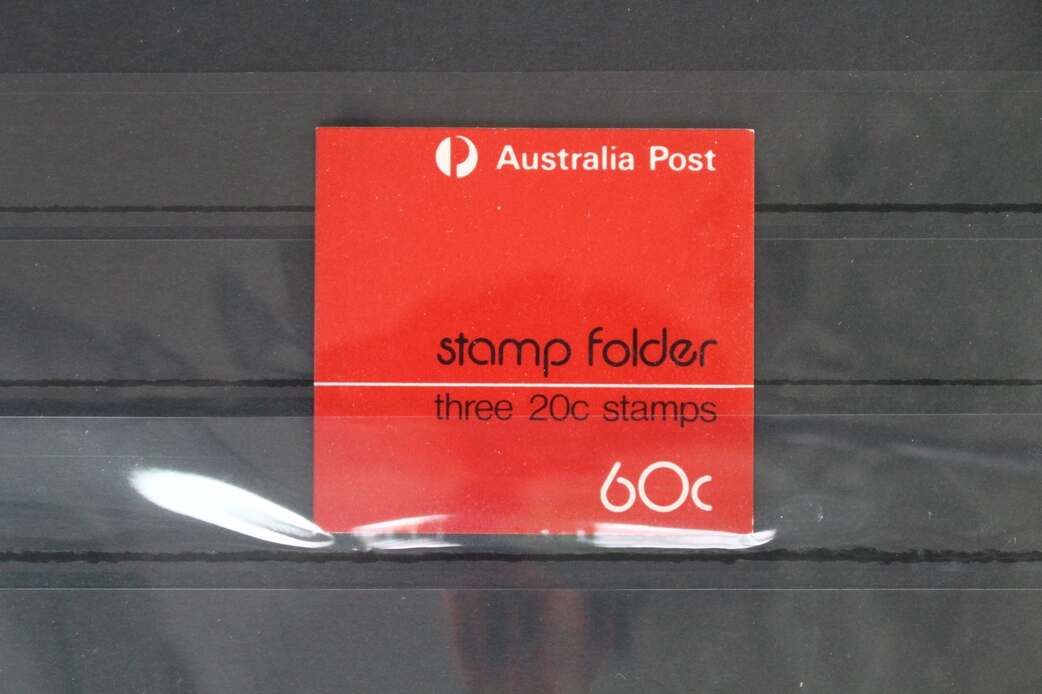 Australia Post
stamp folder
three 20c stamps
60c